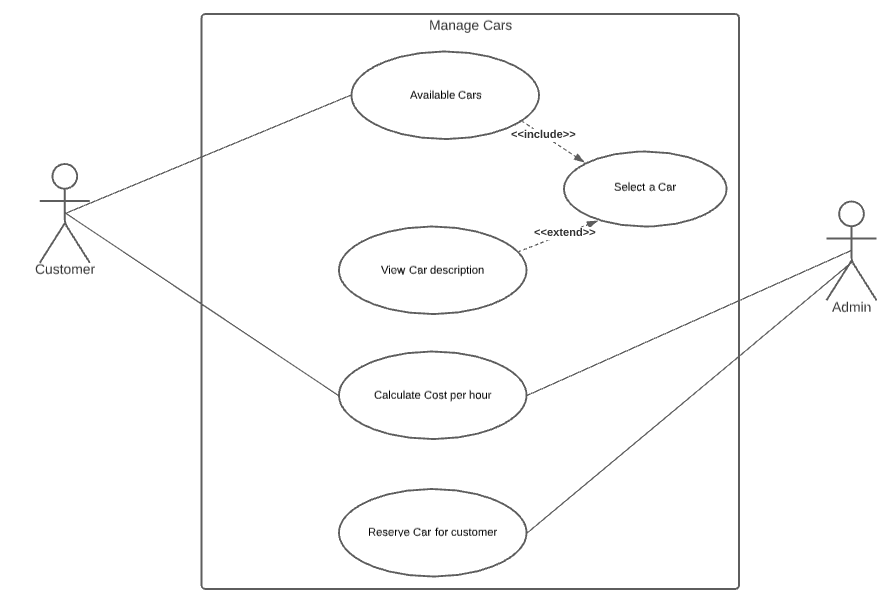 Manage Cars
Available Cars
<<include>>
Select a Car
<<extend>>
View Car description
Customer
Admin
Calculate Cost per hour
Reserve Car for customer